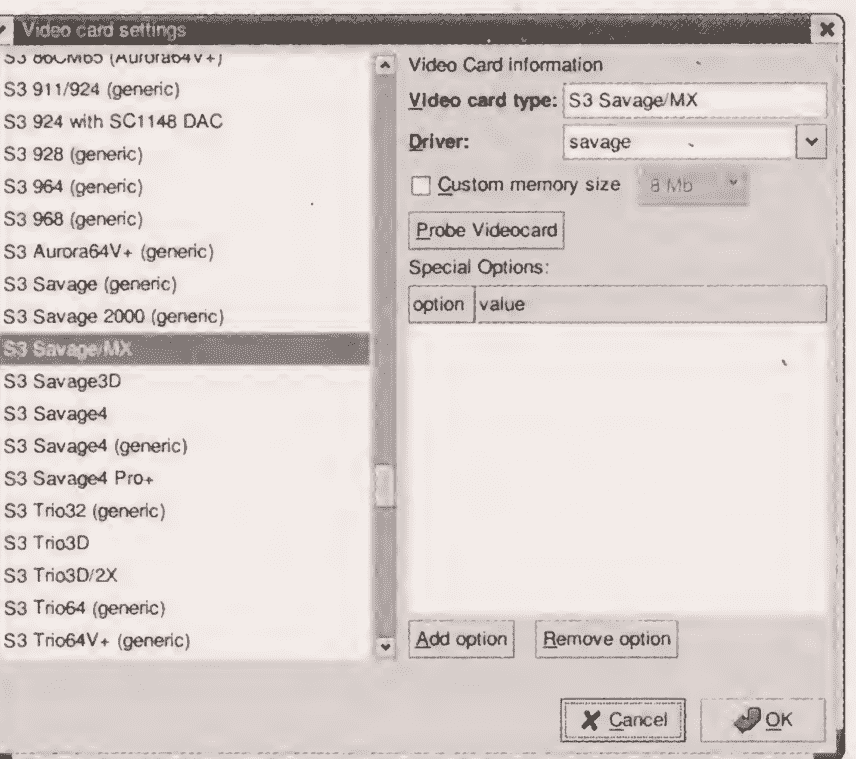 Video card settings
S3 86CM65 (Aurora64V+)
S3 911/924 (generic)
S3 924 with SC1148 DAC
S3 928 (generic)
S3 964 (generic)
S3 968 (generic)
S3 Aurora64V+ (generic)
S3 Savage (generic)
S3 Savage 2000 (generic)
S3 Savage/MX
S3 Savage3D
S3 Savage4
S3 Savage4 (generic)
S3 Savage4 Pro+
S3 Trio32 (generic)
S3 Trio3D
S3 Trio3D/2X
S3 Trio64 (generic)
S3 Trio64V+ (generic)
Video Card information
Video card type: S3 Savage/MX
Driver: savage
Custom memory size 8 Mb
Probe Videocard
Special Options:
option value
Add option Remove option
Cancel OK